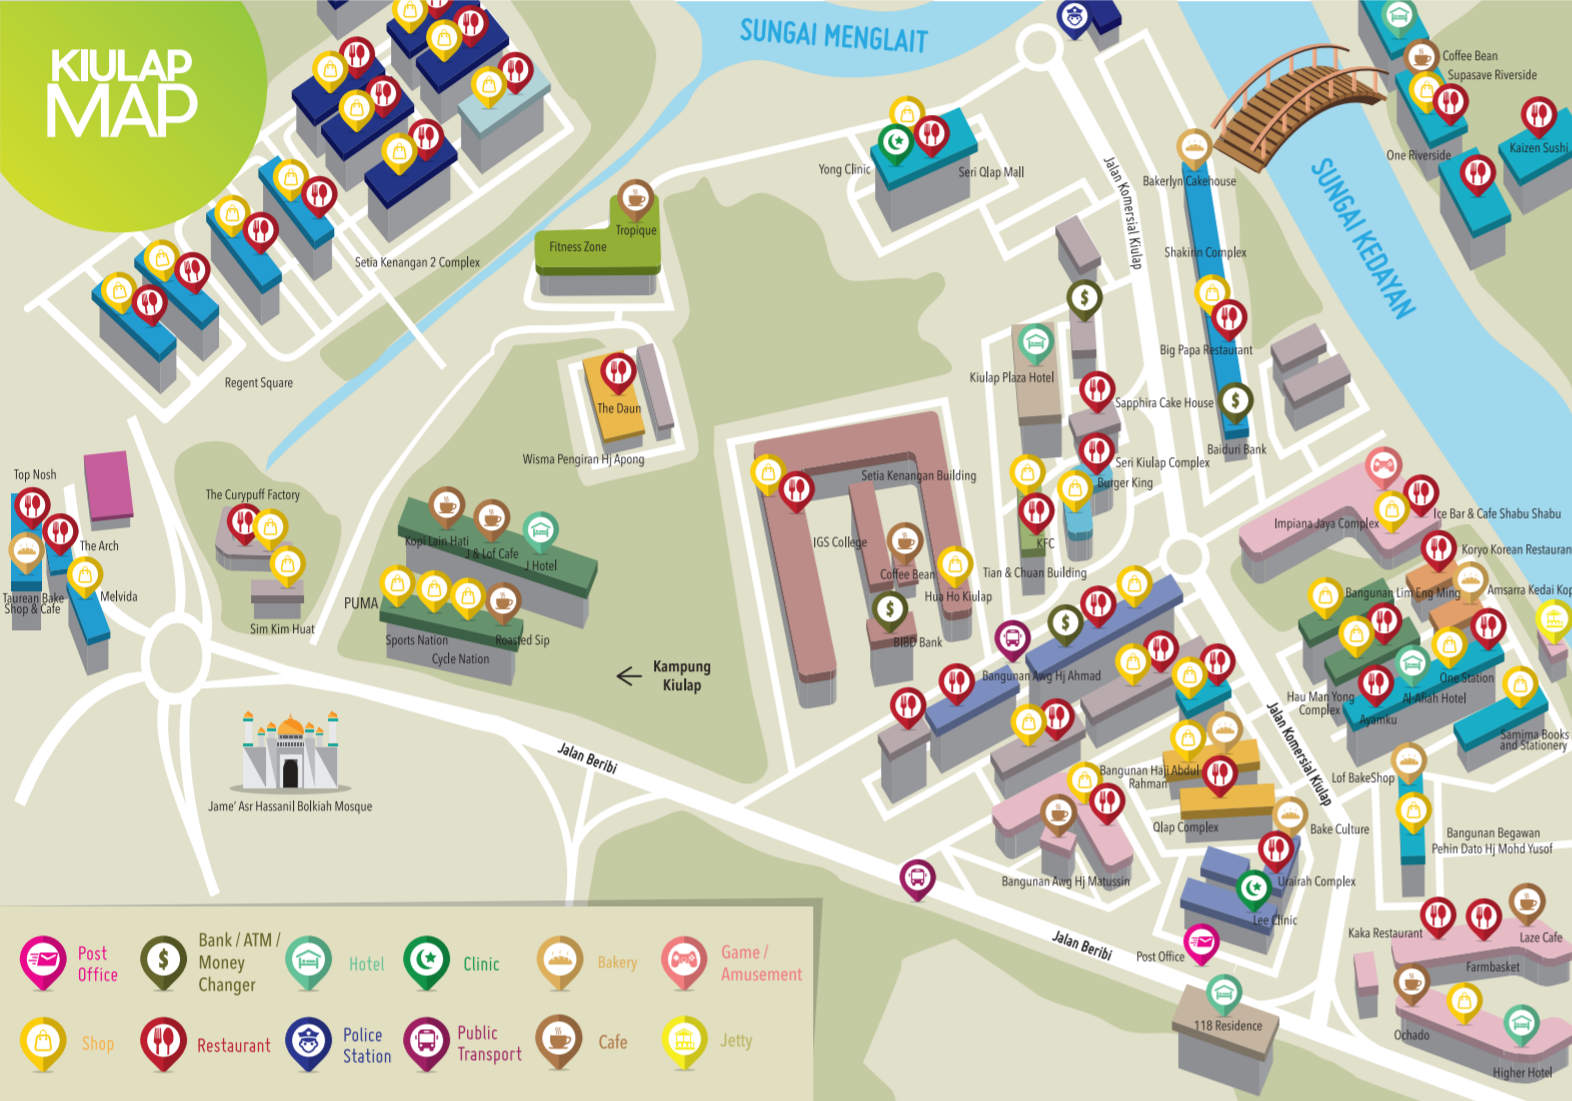 KIULAP
MAP
SUNGAI MENGLAIT
Coffee Bean
Supasave Riverside
One Riverside
Kaizen Sushi
SUNGAI KEDAYAN
Yong Clinic
Seri Qlap Mall
Jalan Komersial Kiulap
Bakerlyn Cakehouse
Shakirin Complex
Big Papa Restaurant
Baiduri Bank
Tropique
Fitness Zone
Setia Kenangan 2 Complex
Regent Square
Kiulap Plaza Hotel
Sapphira Cake House
Seri Kiulap Complex
Burger King
KFC
Tian & Chuan Building
The Daun
Wisma Pengiran Hj Apong
Setia Kenangan Building
IGS College
Coffee Bean
Hua Ho Kiulap
BIBD Bank
Top Nosh
The Arch
Taurean Bake
Shop & Cafe
Melvida
The Curypuff Factory
Sim Kim Huat
Kopi Lain Hati
J & Lof Cafe
J Hotel
PUMA
Sports Nation
Roasted Sip
Cycle Nation
Kampung
Kiulap
Impiana Jaya Complex
Ice Bar & Cafe Shabu Shabu
Koryo Korean Restauran
Bangunan Lim Eng Ming
Amsarra Kedai Kop
Bangunan Awg Hj Ahmad
Hau Man Yong
Complex
One Station
Al-Afiah Hotel
Ayamku
Samima Books
and Stationery
Jalan Komersial Kiulap
Jalan Beribi
Jame' Asr Hassanil Bolkiah Mosque
Bangunan Haji Abdul
Rahman
Qlap Complex
Lof BakeShop
Bake Culture
Bangunan Begawan
Pehin Dato Hj Mohd Yusof
Bangunan Awg Hj Matussin
Urairah Complex
Lee Clinic
Jalan Beribi
Post Office
118 Residence
Kaka Restaurant
Laze Cafe
Farmbasket
Ochado
Higher Hotel
Post
Office
Bank / ATM /
Money
Changer
Hotel
Clinic
Bakery
Game /
Amusement
Shop
Restaurant
Police
Station
Public
Transport
Cafe
Jetty